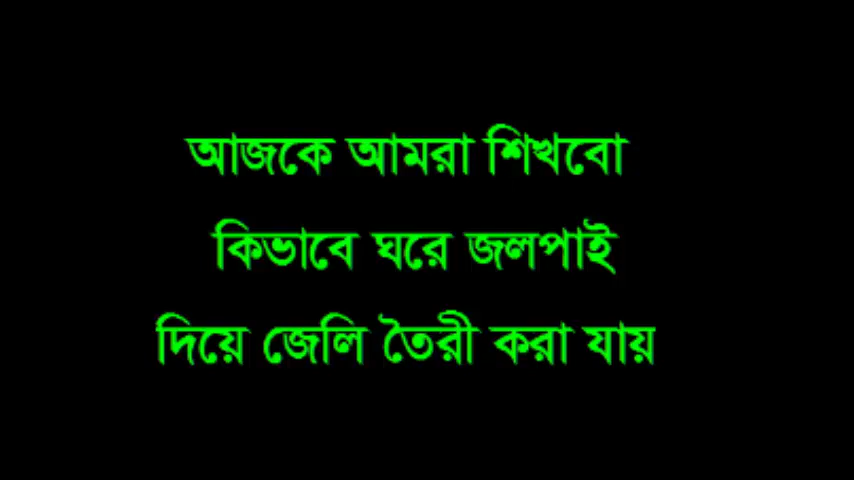 আজকে আমরা শিখবো
কিভাবে ঘরে জলপাই
দিয়ে জেলি তৈরী করা যায়